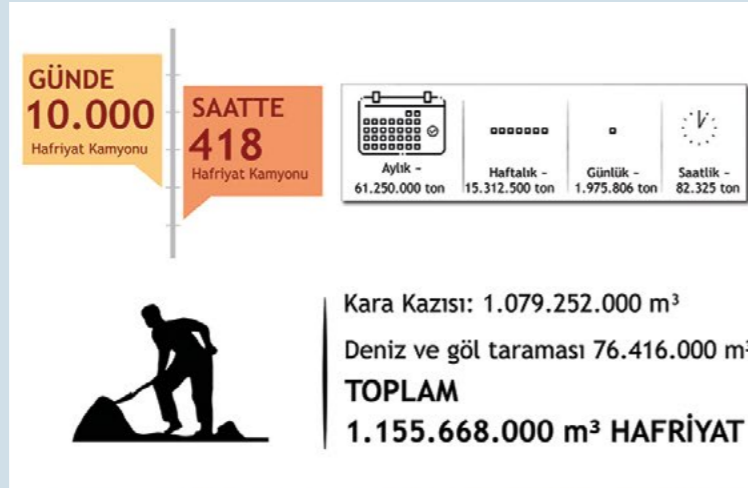 GÜNDE
10.000
Hafriyat Kamyonu
SAATTE
418
Hafriyat Kamyonu
Aylık -
61.250.000 ton
Haftalık -
15.312.500 ton
Günlük -
1.975.806 ton
Saatlik -
82.325 ton
Kara Kazısı: 1.079.252.000 m³
Deniz ve göl taraması 76.416.000 m³
TOPLAM
1.155.668.000 m³ HAFRİYAT